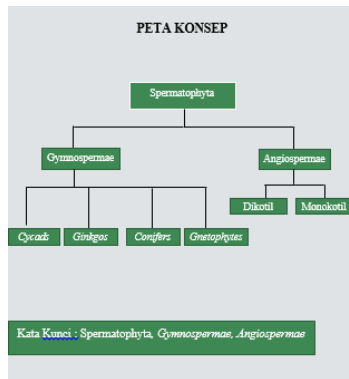 PETA KONSEP
Spermatophyta
Gymnospermae
Angiospermae
Dikotil
Monokotil
Cycads
Ginkgos
Conifers
Gnetophytes
Kata Kunci : Spermatophyta, Gymnospermae, Angiospermae